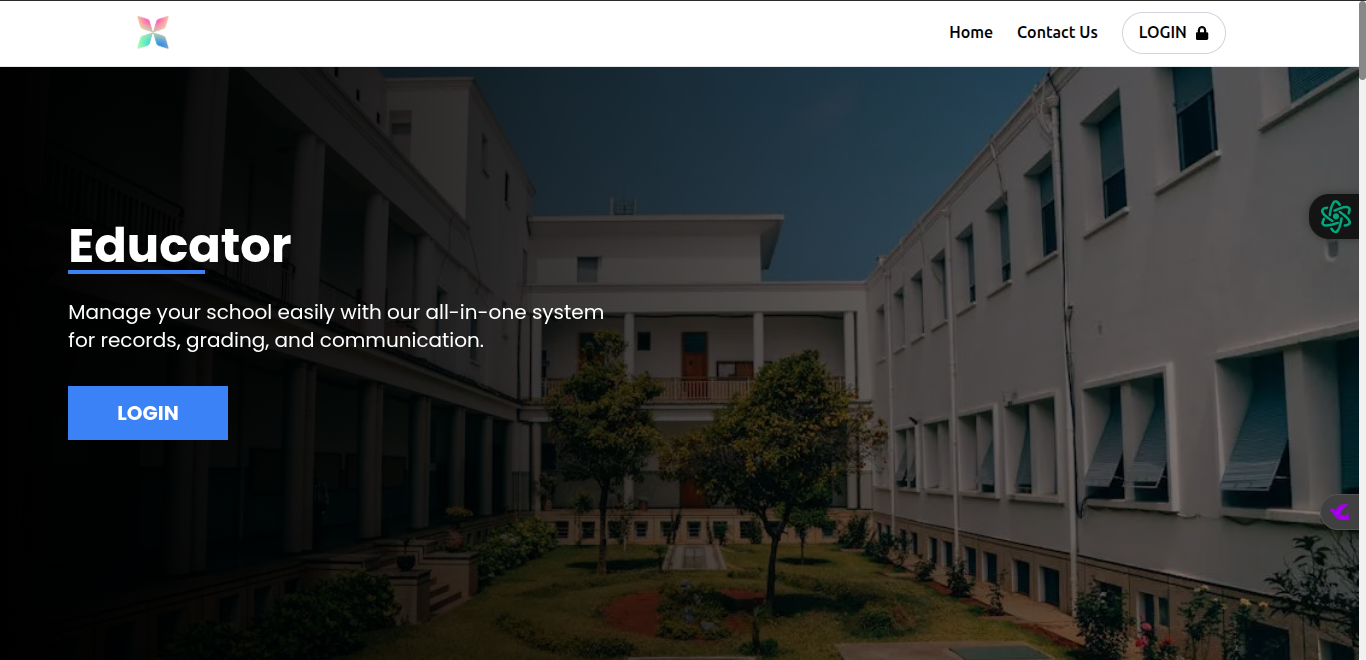 Home
Contact Us
LOGIN
Educator
Manage your school easily with our all-in-one system
for records, grading, and communication.
LOGIN